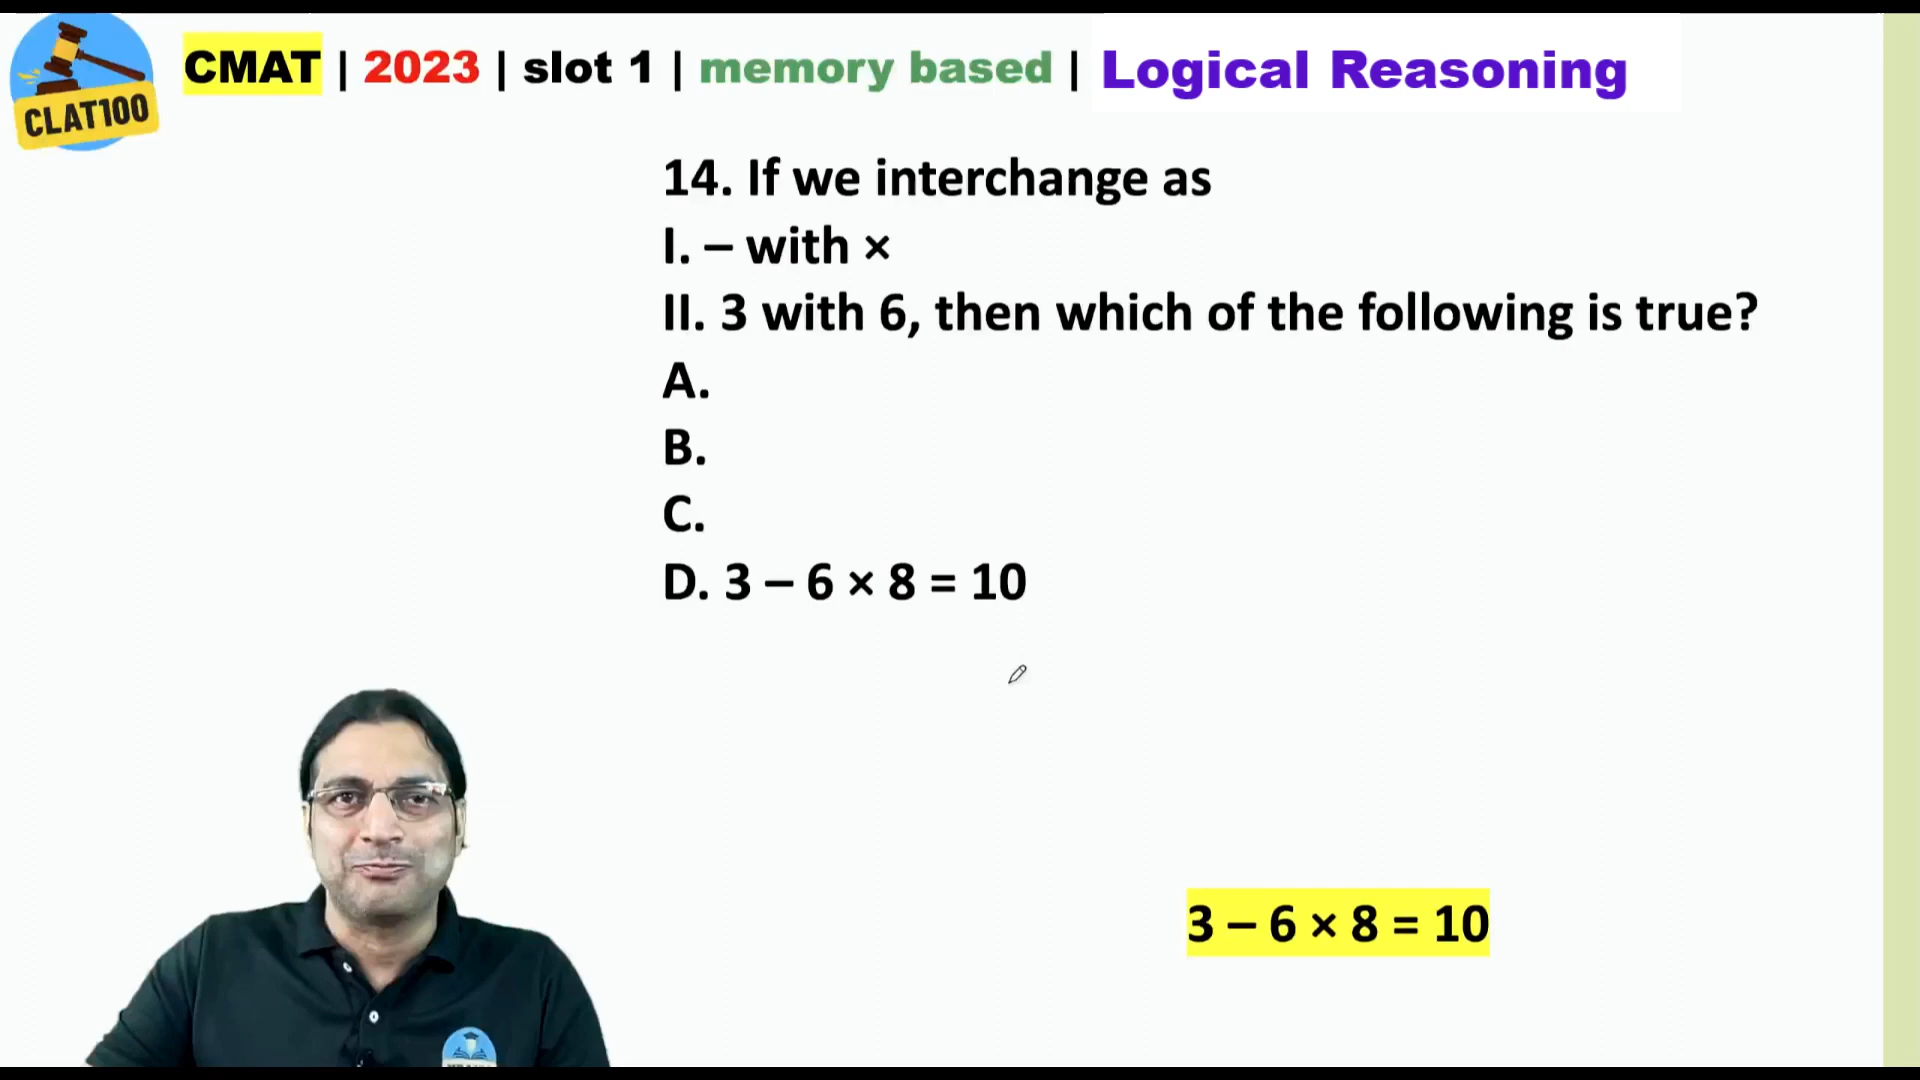 CLAT100
CMAT | 2023 | slot 1 | memory based | Logical Reasoning
14. If we interchange as
I. – with ×
II. 3 with 6, then which of the following is true?
A.
B.
C.
D. 3 – 6 × 8 = 10
3 – 6 × 8 = 10